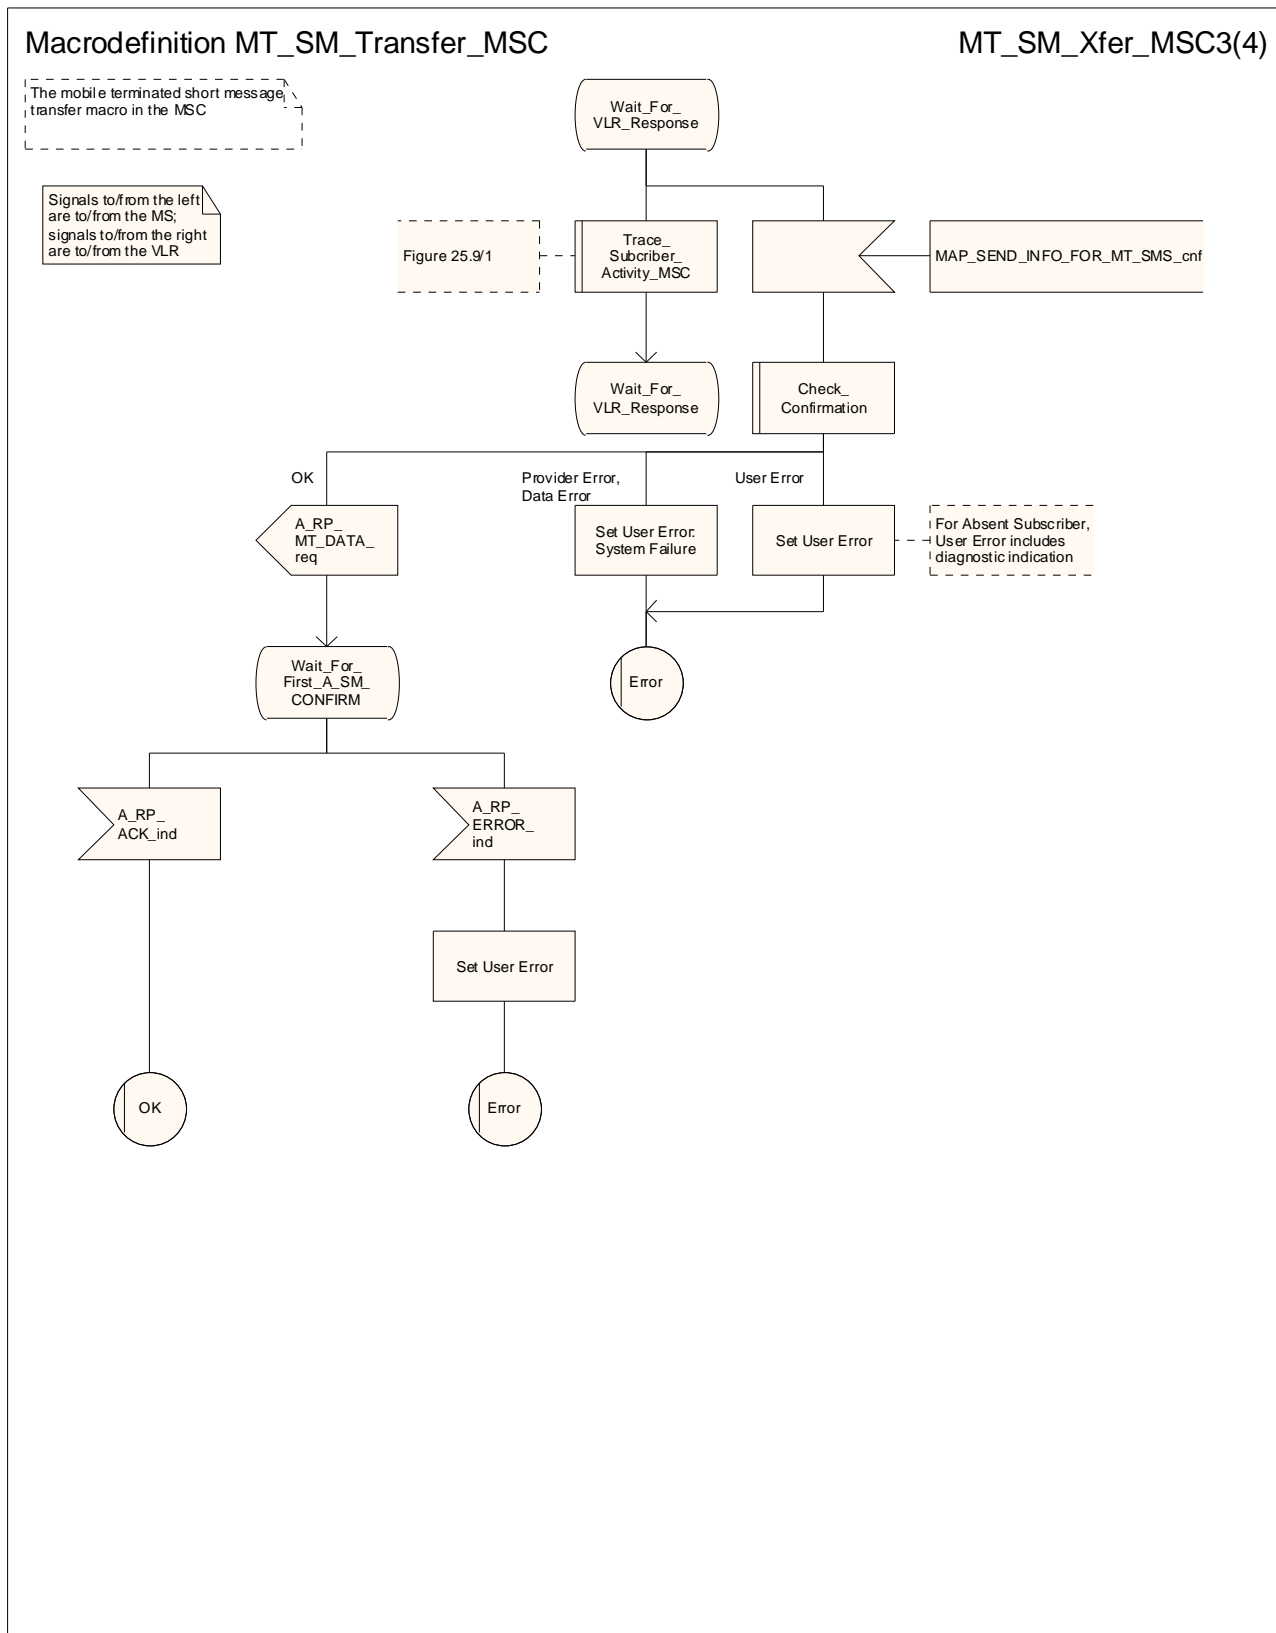 Macrodefinition MT_SM_Transfer_MSC
MT_SM_Xfer_MSC3(4)
The mobile terminated short message
transfer macro in the MSC
Signals to/from the left
are to/from the MS;
signals to/from the right
are to/from the VLR
Wait_For_
VLR_Response
Figure 25.9/1
Trace_
Subcriber_
Activity_MSC
MAP_SEND_INFO_FOR_MT_SMS_cnf
Wait_For_
VLR_Response
Check_
Confirmation
OK
Provider Error,
Data Error
User Error
A_RP_
MT_DATA_
req
Set User Error:
System Failure
Set User Error
For Absent Subscriber,
User Error includes
diagnostic indication
Wait_For_
First_A_SM_
CONFIRM
Error
A_RP_
ACK_ind
A_RP_
ERROR_
ind
Set User Error
OK
Error